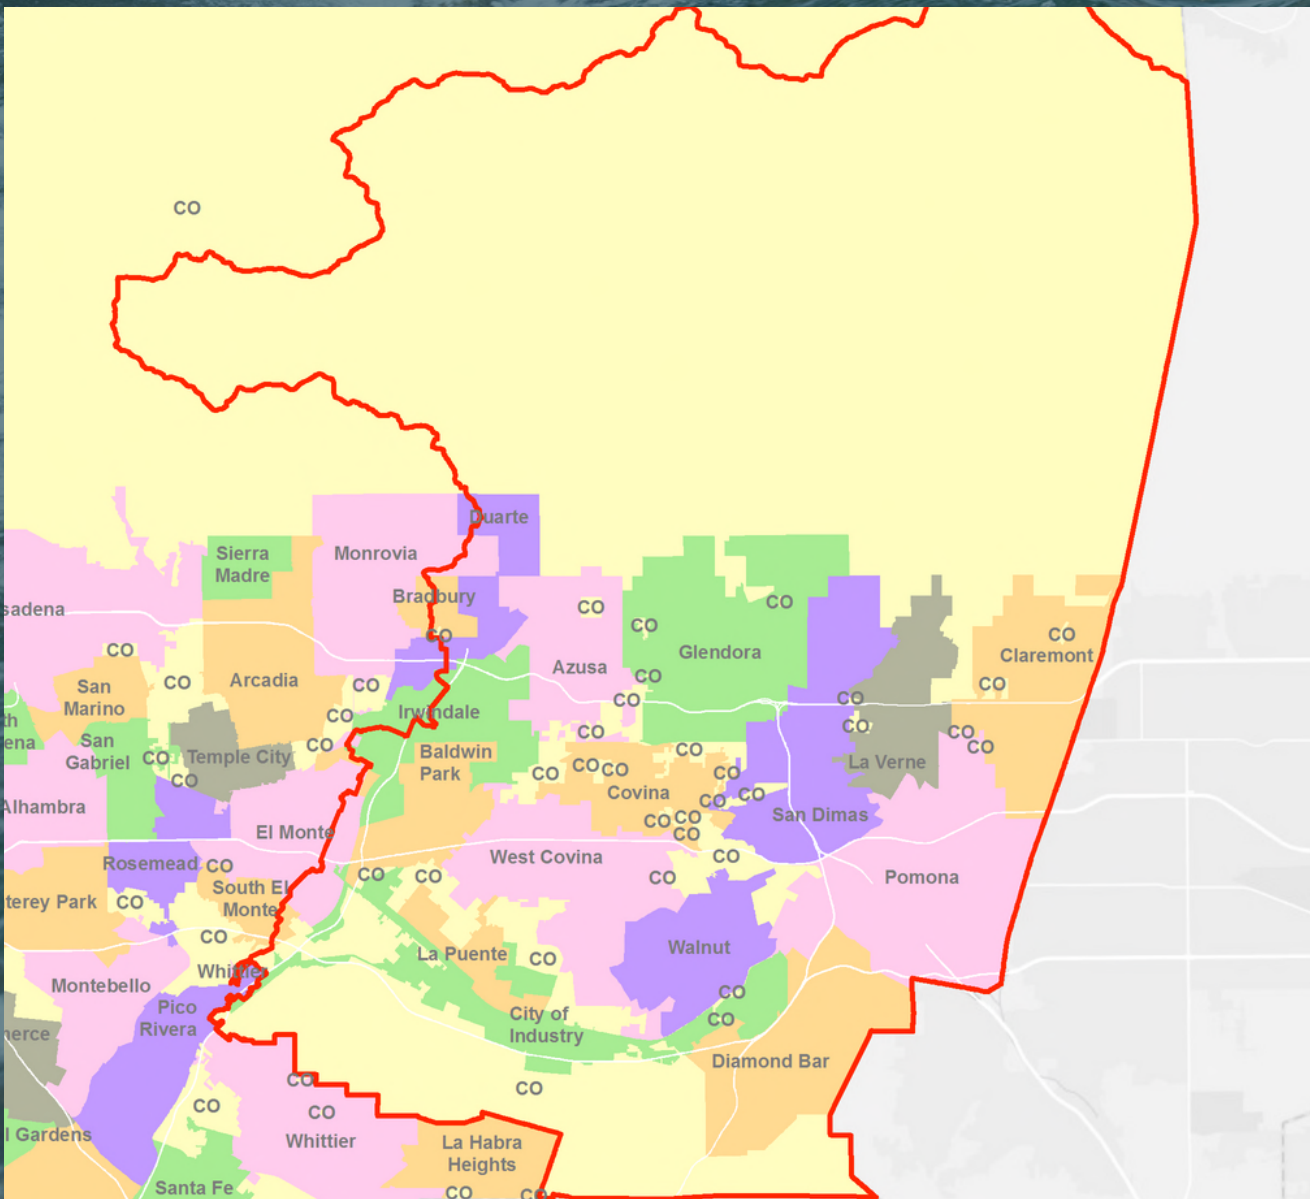 CO
Duarte
Sierra
Madre
Monrovia
Bradbury
sadena
CO
CO
CO
CO
CO
Glendora
CO
Claremont
CO
Azusa
Arcadia
San
Marino
CO
CO
CO
CO
CO
CO
Irwindale
CO
th
ena
San
Gabriel
CO
Temple City
CO
CO
Baldwin
Park
CO
CO
CO
CO
CO
CO
CO
CO
La Verne
CO
Covina
CO
CO
CO
CO
CO
San Dimas
Alhambra
El Monte
Rosemead
CO
CO
CO
West Covina
CO
CO
Pomona
South El
Monte
terey Park
CO
CO
Walnut
La Puente
CO
Whittier
Montebello
Pico
Rivera
CO
City of
Industry
CO
merce
Diamond Bar
CO
CO
CO
CO
Whittier
l Gardens
La Habra
Heights
Santa Fe
CO
CO